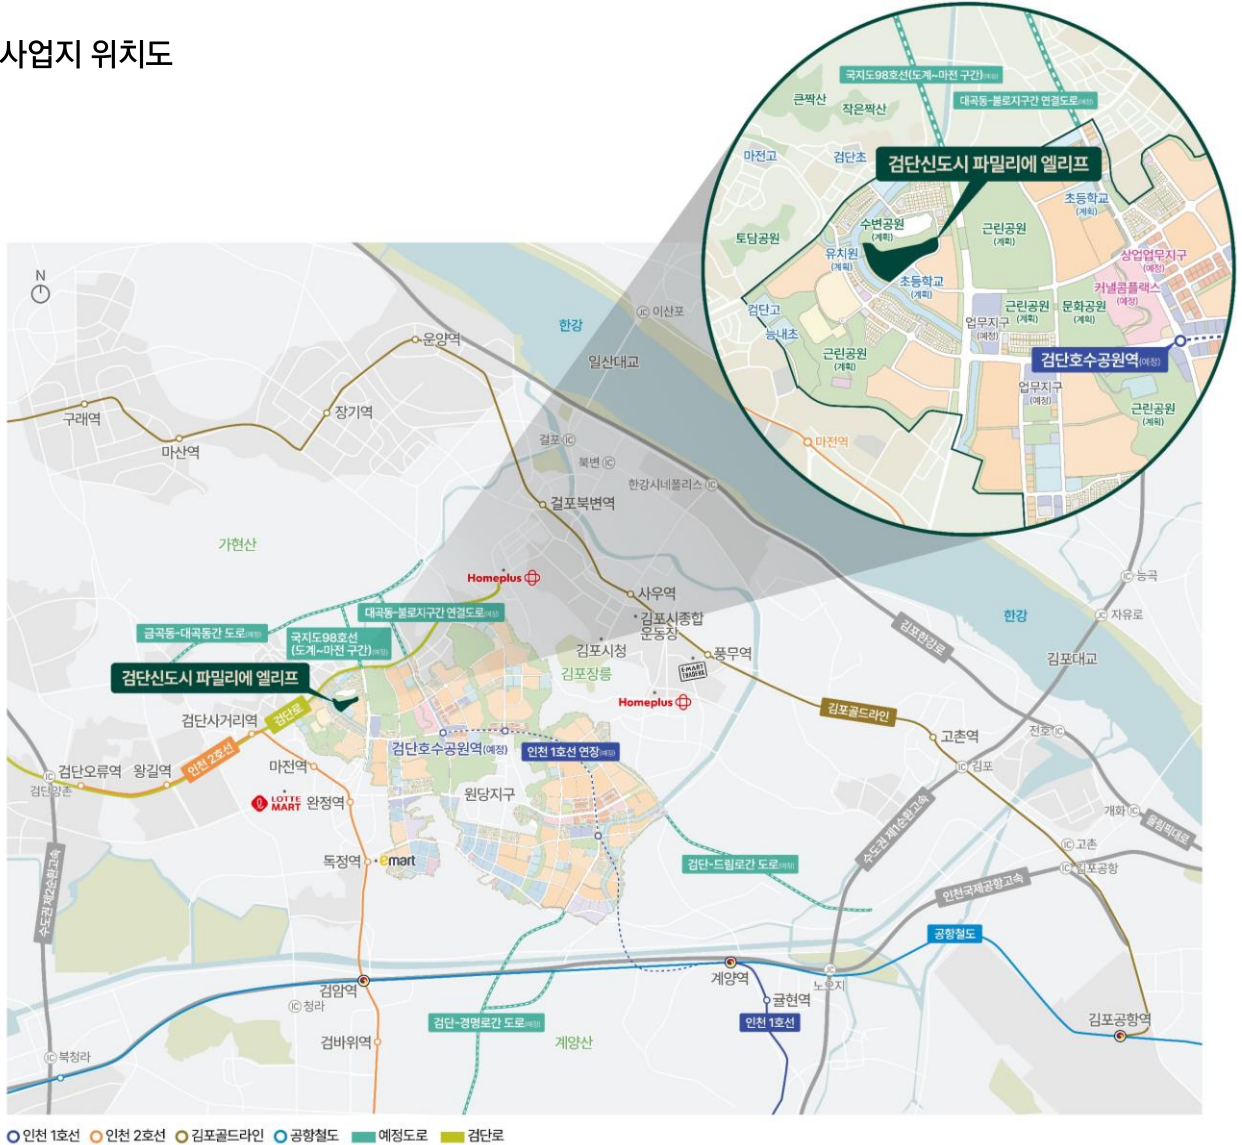 사업지 위치도
국지도98호선(도계~마전 구간)(예정)
대곡동-불로지구간 연결도로(예정)
큰짝산
작은짝산
마전고
검단초
검단신도시 파밀리에 엘리프
초등학교
(계획)
수변공원
(계획)
근린공원
(계획)
토담공원
유치원
(계획)
상업업무지구
(예정)
초등학교
(계획)
커낼콤플랙스
(예정)
검단고
능내초
업무지구
(예정)
근린공원
(계획)
문화공원
(계획)
근린공원
(계획)
검단호수공원역(예정)
업무지구
(예정)
근린공원
(계획)
마전역
N
한강
IC 이산포
일산대교
운양역
구래역
장기역
마산역
걸포 IC
북변 IC
한강시네폴리스 IC
걸포북변역
가현산
Homeplus
사우역
김포시종합
운동장
대곡동-불로지구간 연결도로(예정)
금곡동-대곡동간 도로(예정)
국지도98호선
(도계~마전 구간)(예정)
김포시청
풍무역
김포장릉
E·MART
TRADERS
Homeplus
IC 능곡
IC 자유로
한강
김포한강로
김포대교
검단신도시 파밀리에 엘리프
김포골드라인
검단사거리역
검단로
인천 2호선
검단호수공원역(예정)
인천 1호선 연장(예정)
고촌역
전호 IC
IC 김포
IC
검단양촌
검단오류역
왕길역
마전역
LOTTE
MART
완정역
원당지구
개화 IC
올림픽대로
독정역
emart
검단-드림로간 도로(예정)
수도권 제1순환고속
IC 고촌
IC 김포공항
수도권 제2순환고속
인천국제공항고속
공항철도
검암역
IC 청라
계양역
IC
노오지
귤현역
검단-경명로간 도로(예정)
인천 1호선
김포공항역
검바위역
계양산
IC 북청라
인천 1호선
인천 2호선
김포골드라인
공항철도
예정도로
검단로